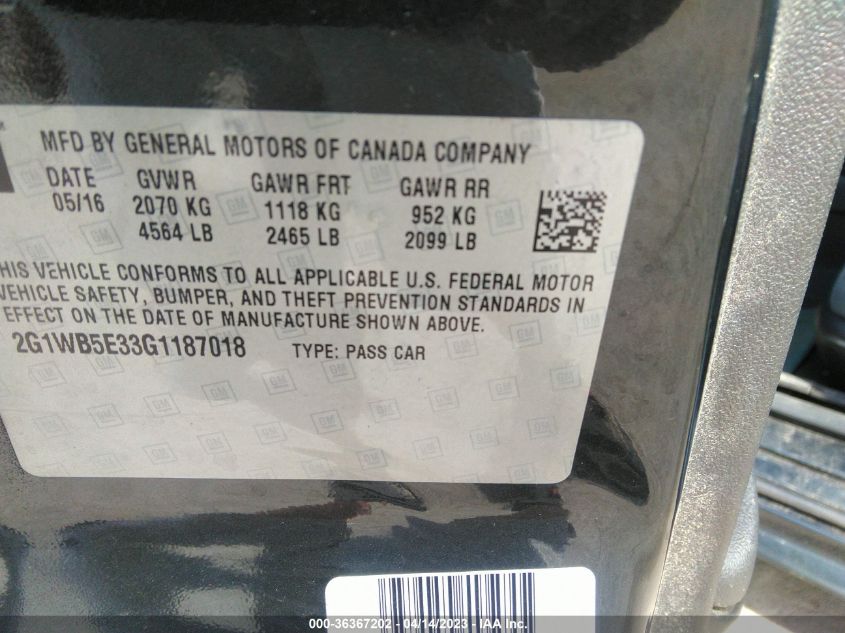 MFD BY GENERAL MOTORS OF CANADA COMPANY
DATE GVWR GAWR FRT GAWR RR
05/16 2070 KG 1118 KG 952 KG
4564 LB 2465 LB 2099 LB
THIS VEHICLE CONFORMS TO ALL APPLICABLE U.S. FEDERAL MOTOR
VEHICLE SAFETY, BUMPER, AND THEFT PREVENTION STANDARDS IN
EFFECT ON THE DATE OF MANUFACTURE SHOWN ABOVE.
2G1WB5E33G1187018 TYPE: PASS CAR
000-36367202 - 04/14/2023 - IAA Inc.